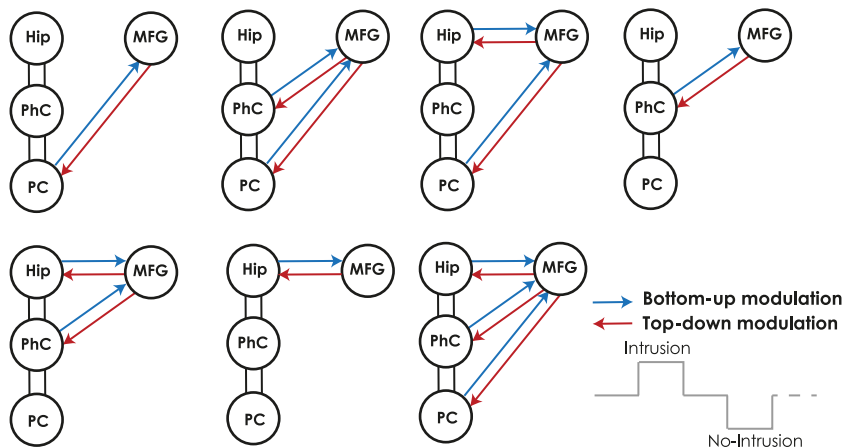 Hip MFG Hip MFG Hip MFG Hip MFG
PhC PhC PhC PhC
PC PC PC PC
Hip MFG Hip MFG Hip MFG
PhC PhC PhC
PC PC PC
Bottom-up modulation
Top-down modulation
Intrusion
No-Intrusion